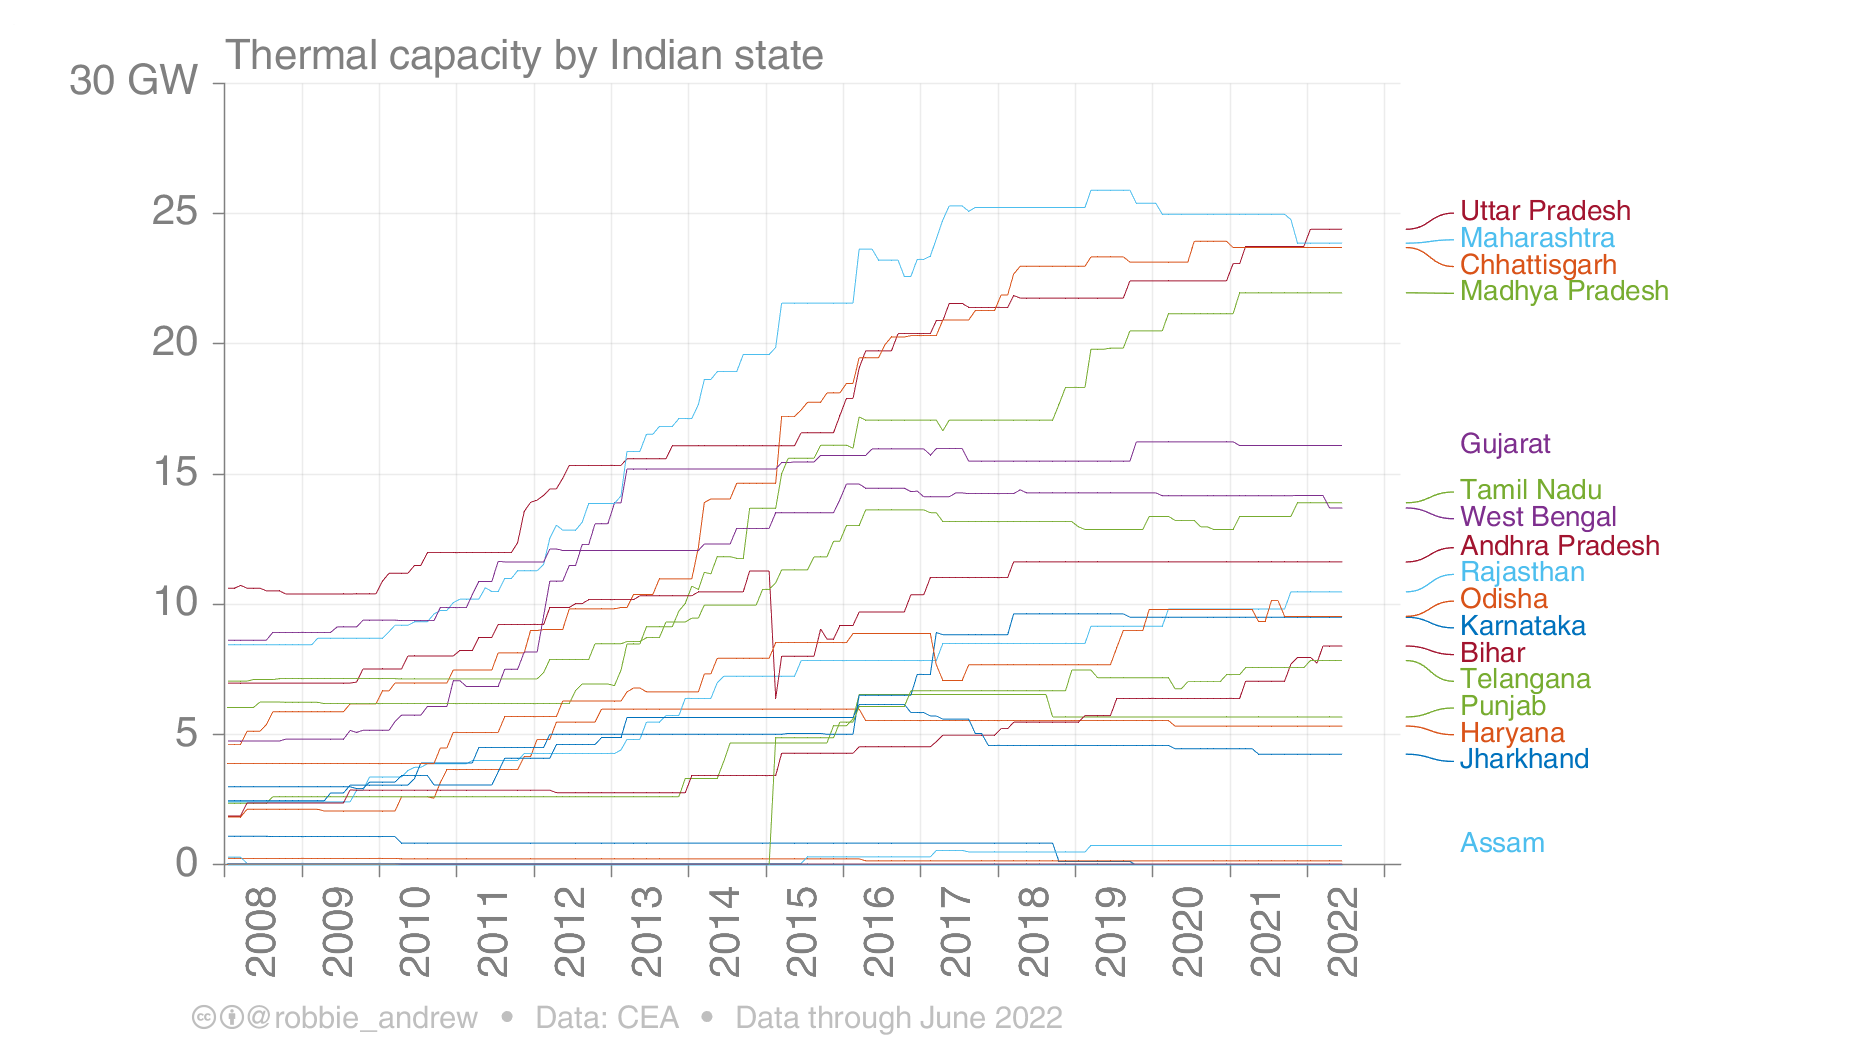 Thermal capacity by Indian state
30 GW
25
20
15
10
5
0
2008
2009
2010
2011
2012
2013
2014
2015
2016
2017
2018
2019
2020
2021
2022
Uttar Pradesh
Maharashtra
Chhattisgarh
Madhya Pradesh
Gujarat
Tamil Nadu
West Bengal
Andhra Pradesh
Rajasthan
Odisha
Karnataka
Bihar
Telangana
Punjab
Haryana
Jharkhand
Assam
@robbie_andrew • Data: CEA • Data through June 2022